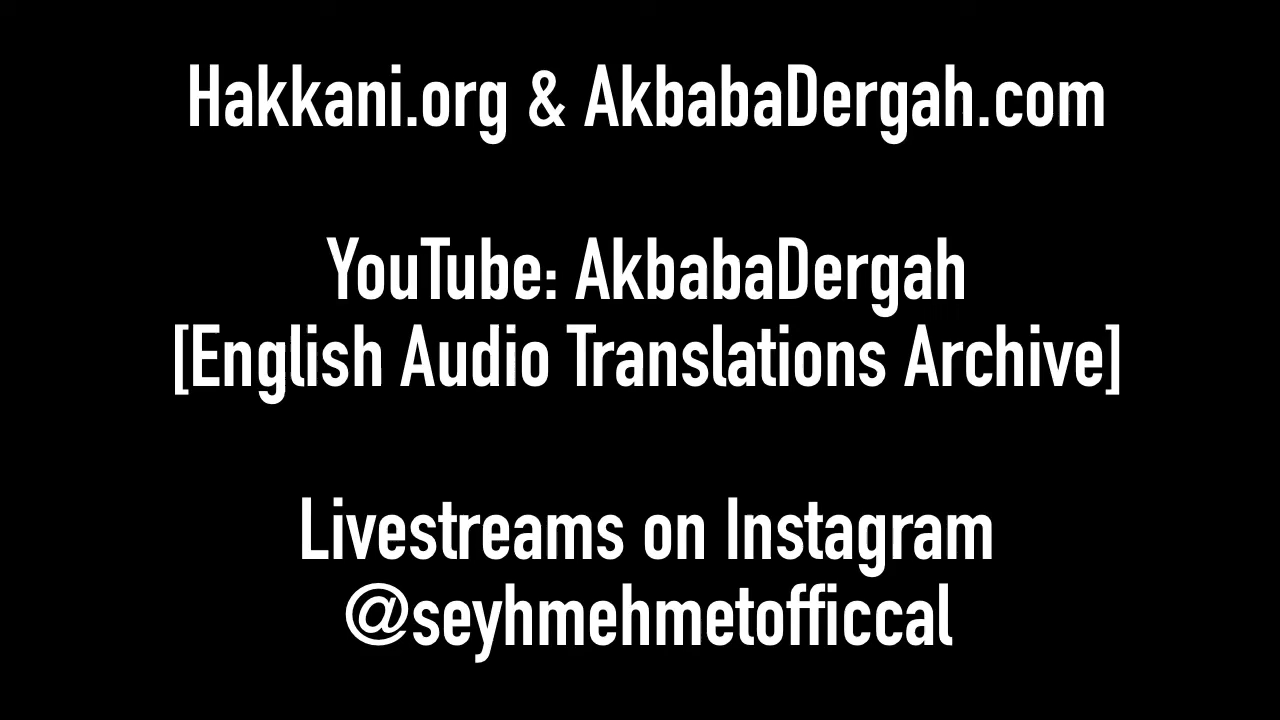 Hakkani.org & AkbabaDergah.com
YouTube: AkbabaDergah
[English Audio Translations Archive]
Livestreams on Instagram
@seyhmehmetofficcal